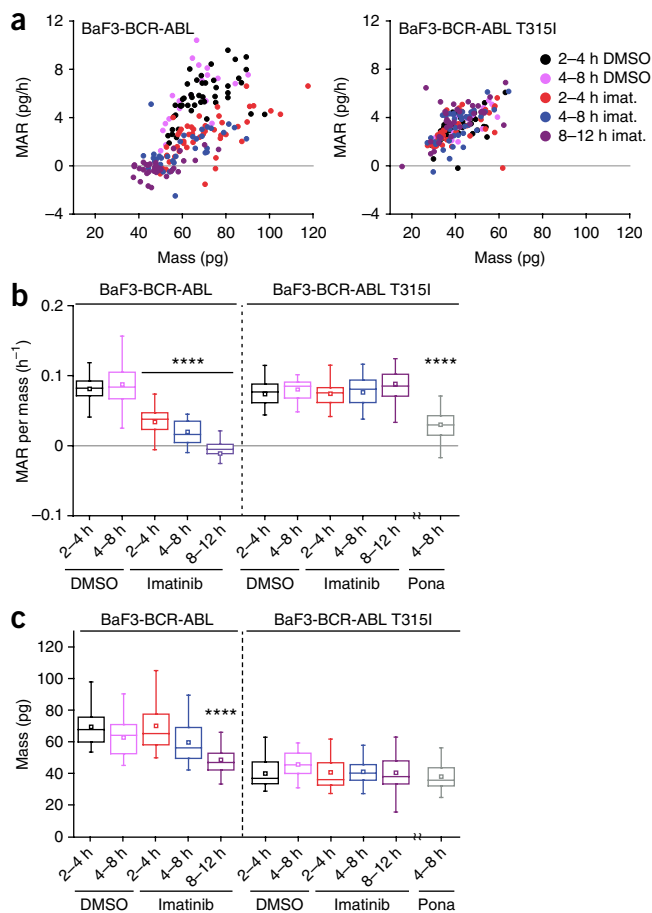 a
BaF3-BCR-ABL
BaF3-BCR-ABL T315I
MAR (pg/h)
12
8
4
0
–4
20 40 60 80 100 120
Mass (pg)
MAR (pg/h)
12
8
4
0
–4
20 40 60 80 100 120
Mass (pg)
2–4 h DMSO
4–8 h DMSO
2–4 h imat.
4–8 h imat.
8–12 h imat.
b
BaF3-BCR-ABL
BaF3-BCR-ABL T315I
MAR per mass (h⁻¹)
0.2
0.1
0
–0.1
****
****
2–4 h 4–8 h 2–4 h 4–8 h 8–12 h 2–4 h 4–8 h 2–4 h 4–8 h 8–12 h 4–8 h
DMSO Imatinib DMSO Imatinib Pona
c
BaF3-BCR-ABL
BaF3-BCR-ABL T315I
Mass (pg)
120
100
80
60
40
20
0
****
2–4 h 4–8 h 2–4 h 4–8 h 8–12 h 2–4 h 4–8 h 2–4 h 4–8 h 8–12 h 4–8 h
DMSO Imatinib DMSO Imatinib Pona